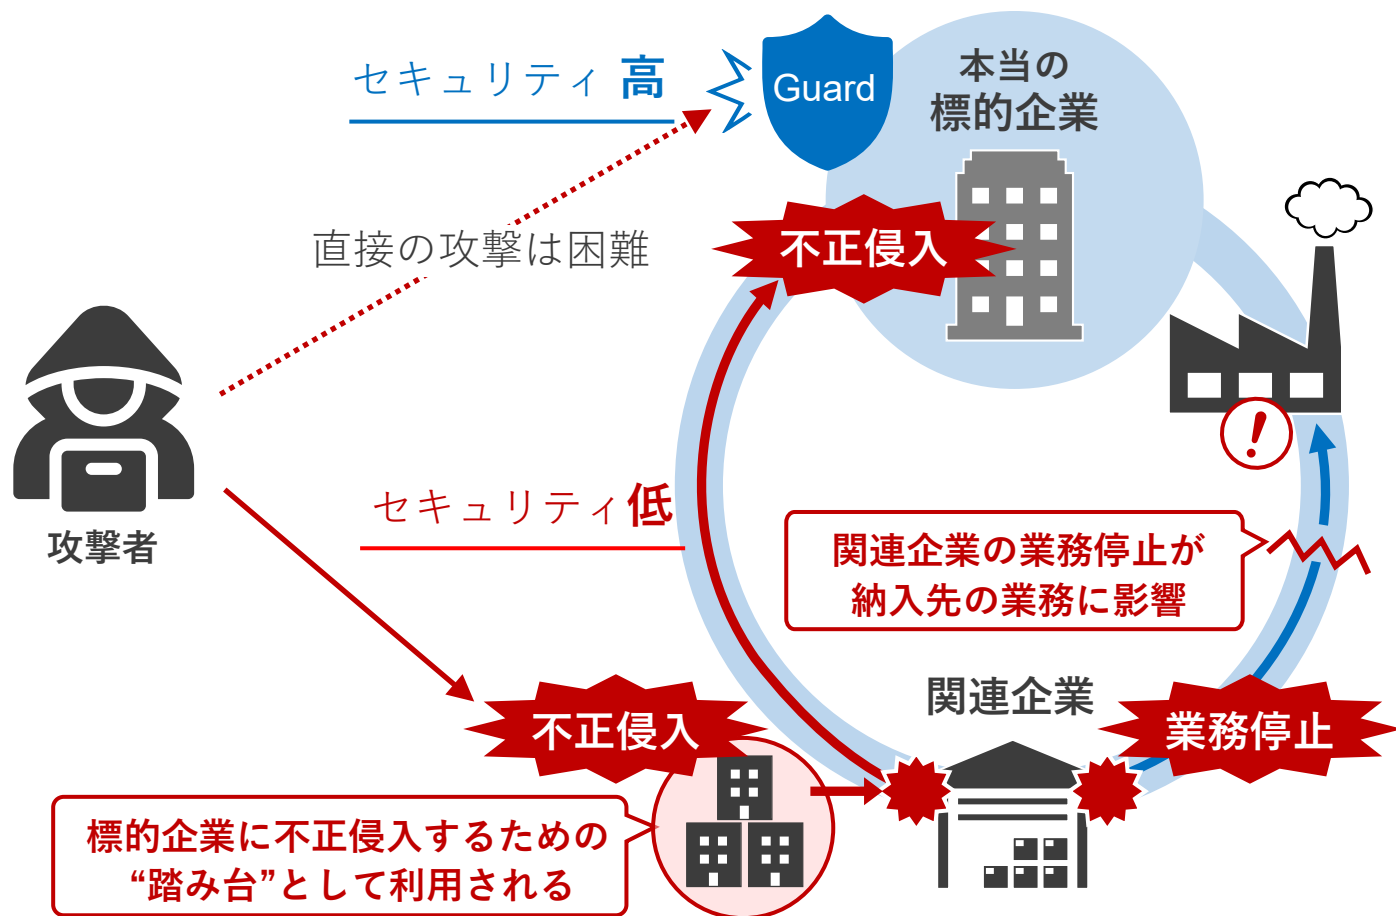 セキュリティ 高
Guard
本当の
標的企業
直接の攻撃は困難
不正侵入
攻撃者
セキュリティ低
!
関連企業の業務停止が
納入先の業務に影響
関連企業
不正侵入
業務停止
標的企業に不正侵入するための
“踏み台”として利用される